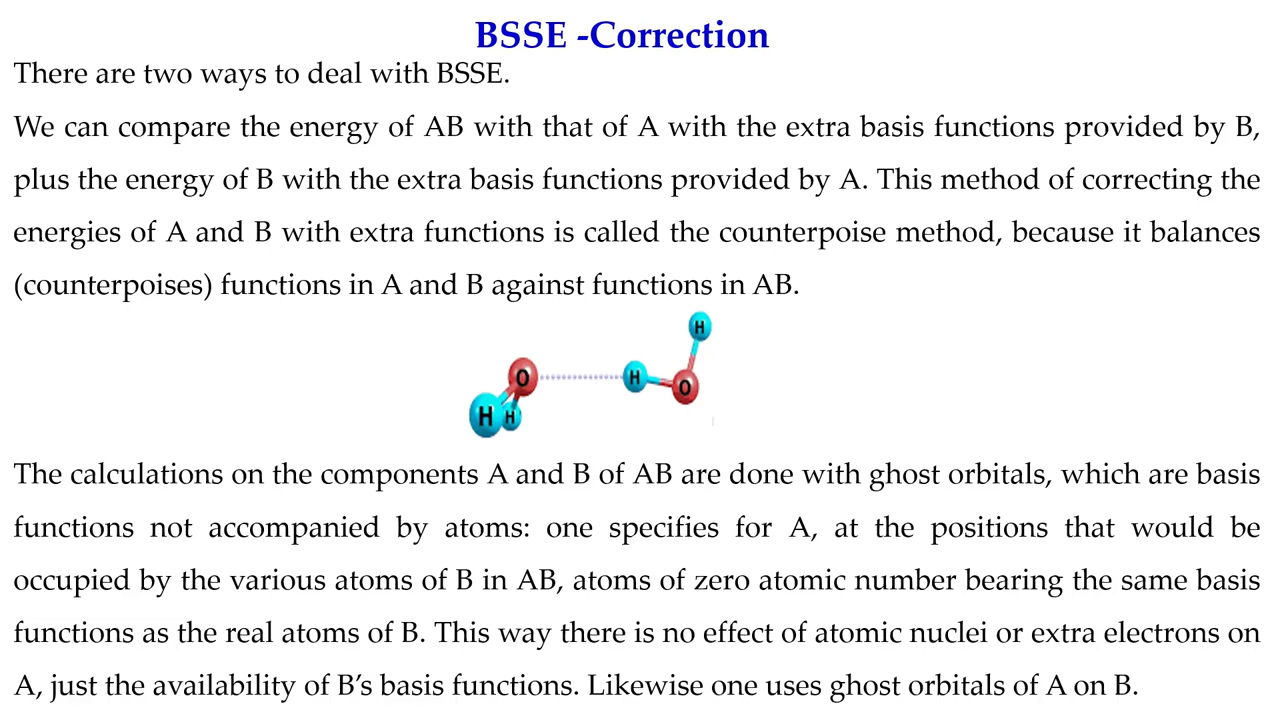 BSSE -Correction
There are two ways to deal with BSSE.
We can compare the energy of AB with that of A with the extra basis functions provided by B,
plus the energy of B with the extra basis functions provided by A. This method of correcting the
energies of A and B with extra functions is called the counterpoise method, because it balances
(counterpoises) functions in A and B against functions in AB.
H
O H O
H H
The calculations on the components A and B of AB are done with ghost orbitals, which are basis
functions not accompanied by atoms: one specifies for A, at the positions that would be
occupied by the various atoms of B in AB, atoms of zero atomic number bearing the same basis
functions as the real atoms of B. This way there is no effect of atomic nuclei or extra electrons on
A, just the availability of B’s basis functions. Likewise one uses ghost orbitals of A on B.